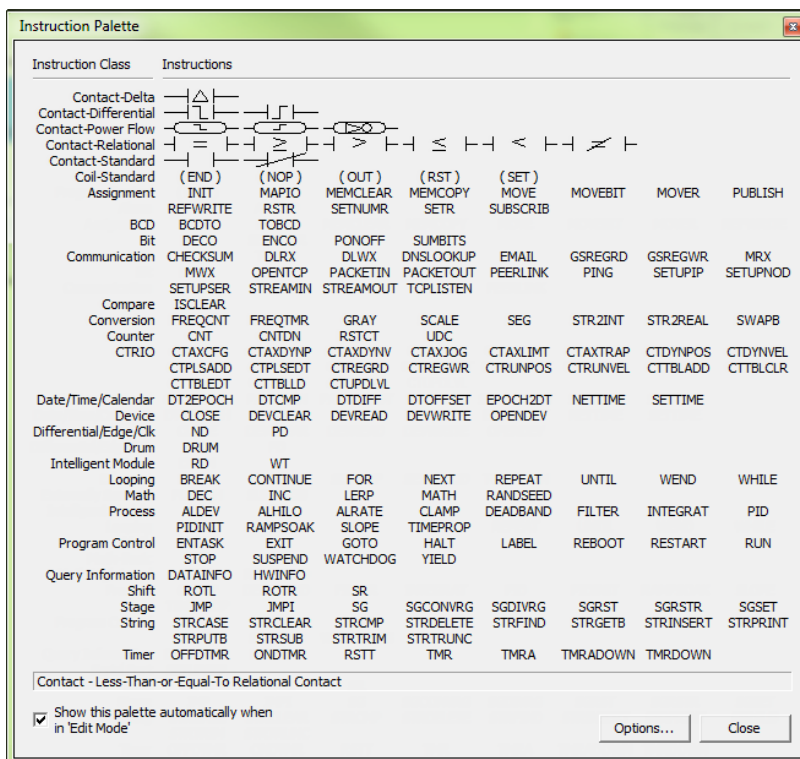 Instruction Palette
Instruction Class Instructions
Contact-Delta
Contact-Differential
Contact-Power Flow
Contact-Relational = ≥ > ≤ < ≠
Contact-Standard
Coil-Standard (END) (NOP) (OUT) (RST) (SET)
Assignment INIT MAPIO MEMCLEAR MEMCOPY MOVE MOVEBIT MOVER PUBLISH
REFWRITE RSTR SETNUMR SETR SUBSCRIB
BCD BCDTO TOBCD
Bit DECO ENCO PONOFF SUMBITS
Communication CHECKSUM DLRX DLWX DNSLOOKUP EMAIL GSREGRD GSREGWR MRX
MWX OPENTCP PACKETIN PACKETOUT PEERLINK PING SETUPIP SETUPNOD
SETUPSER STREAMIN STREAMOUT TCPLISTEN
Compare ISCLEAR
Conversion FREQCNT FREQTMR GRAY SCALE SEG STR2INT STR2REAL SWAPB
Counter CNT CNTDN RSTCT UDC
CTRIO CTAXCFG CTAXDYNP CTAXDYNV CTAXJOG CTAXLIMT CTAXTRAP CTDYNPOS CTDYNVEL
CTPLSADD CTPLSEDT CTREGRD CTREGWR CTRUNPOS CTRUNVEL CTTBLADD CTTBLCLR
CTTBLEDT CTTBLLD CTUPDLVL
Date/Time/Calendar DT2EPOCH DTCMP DTDIFF DTOFFSET EPOCH2DT NETTIME SETTIME
Device CLOSE DEVCLEAR DEVREAD DEVWRITE OPENDEV
Differential/Edge/Clk ND PD
Drum DRUM
Intelligent Module RD WT
Looping BREAK CONTINUE FOR NEXT REPEAT UNTIL WEND WHILE
Math DEC INC LERP MATH RANDSEED
Process ALDEV ALHILO ALRATE CLAMP DEADBAND FILTER INTEGRAT PID
PIDINIT RAMPSOAK SLOPE TIMEPROP
Program Control ENTASK EXIT GOTO HALT LABEL REBOOT RESTART RUN
STOP SUSPEND WATCHDOG YIELD
Query Information DATAINFO HWINFO
Shift ROTL ROTR SR
Stage JMP JMPI SG SGCONVRG SGDIVRG SGRST SGRSTR SGSET
String STRCASE STRCLEAR STRCMP STRDELETE STRFIND STRGETB STRINSERT STRPRINT
STRPUTB STRSUB STRTRIM STRTRUNC
Timer OFFDTMR ONDTMR RSTT TMR TMRA TMRADOWN TMRDOWN
Contact - Less-Than-or-Equal-To Relational Contact
Show this palette automatically when
in 'Edit Mode'
Options... Close